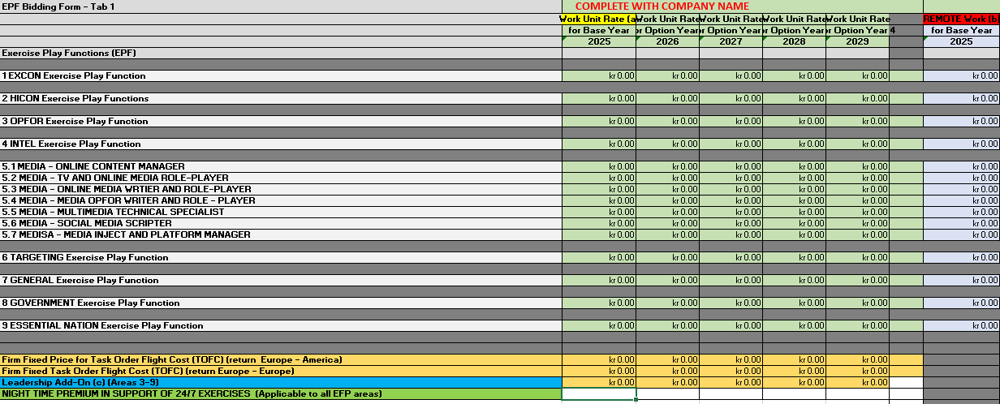 EPF Bidding Form - Tab 1 COMPLETE WITH COMPANY NAME
Work Unit Rate (a Work Unit Rate Work Unit Rate Work Unit Rate Work Unit Rate REMOTE Work (b)
for Base Year or Option Year or Option Year or Option Year or Option Year 4 for Base Year
2025 2026 2027 2028 2029 2025
Exercise Play Functions (EPF)
1 EXCON Exercise Play Function kr 0.00 kr 0.00 kr 0.00 kr 0.00 kr 0.00 kr 0.00
2 HICON Exercise Play Functions kr 0.00 kr 0.00 kr 0.00 kr 0.00 kr 0.00 kr 0.00
3 OPFOR Exercise Play Function kr 0.00 kr 0.00 kr 0.00 kr 0.00 kr 0.00 kr 0.00
4 INTEL Exercise Play Function kr 0.00 kr 0.00 kr 0.00 kr 0.00 kr 0.00 kr 0.00
5.1 MEDIA - ONLINE CONTENT MANAGER kr 0.00 kr 0.00 kr 0.00 kr 0.00 kr 0.00 kr 0.00
5.2 MEDIA - TV AND ONLINE MEDIA ROLE-PLAYER kr 0.00 kr 0.00 kr 0.00 kr 0.00 kr 0.00 kr 0.00
5.3 MEDIA - ONLINE MEDIA WRTIER AND ROLE-PLAYER kr 0.00 kr 0.00 kr 0.00 kr 0.00 kr 0.00 kr 0.00
5.4 MEDIA - MEDIA OPFOR WRITER AND ROLE - PLAYER kr 0.00 kr 0.00 kr 0.00 kr 0.00 kr 0.00 kr 0.00
5.5 MEDIA - MULTIMEDIA TECHNICAL SPECIALIST kr 0.00 kr 0.00 kr 0.00 kr 0.00 kr 0.00 kr 0.00
5.6 MEDIA - SOCIAL MEDIA SCRIPTER kr 0.00 kr 0.00 kr 0.00 kr 0.00 kr 0.00 kr 0.00
5.7 MEDISA - MEDIA INJECT AND PLATFORM MANAGER kr 0.00 kr 0.00 kr 0.00 kr 0.00 kr 0.00 kr 0.00
6 TARGETING Exercise Play Function kr 0.00 kr 0.00 kr 0.00 kr 0.00 kr 0.00 kr 0.00
7 GENERAL Exercise Play Function kr 0.00 kr 0.00 kr 0.00 kr 0.00 kr 0.00 kr 0.00
8 GOVERNMENT Exercise Play Function kr 0.00 kr 0.00 kr 0.00 kr 0.00 kr 0.00 kr 0.00
9 ESSENTIAL NATION Exercise Play Function kr 0.00 kr 0.00 kr 0.00 kr 0.00 kr 0.00 kr 0.00
Firm Fixed Price for Task Order Flight Cost (TOFC) (return Europe - America) kr 0.00 kr 0.00 kr 0.00 kr 0.00 kr 0.00
Firm Fixed Task Order Flight Cost (TOFC) (return Europe - Europe) kr 0.00 kr 0.00 kr 0.00 kr 0.00 kr 0.00
Leadership Add-On (c) (Areas 3-9) kr 0.00 kr 0.00 kr 0.00 kr 0.00 kr 0.00
NIGHT TIME PREMIUM IN SUPPORT OF 24/7 EXERCISES (Applicable to all EFP areas)